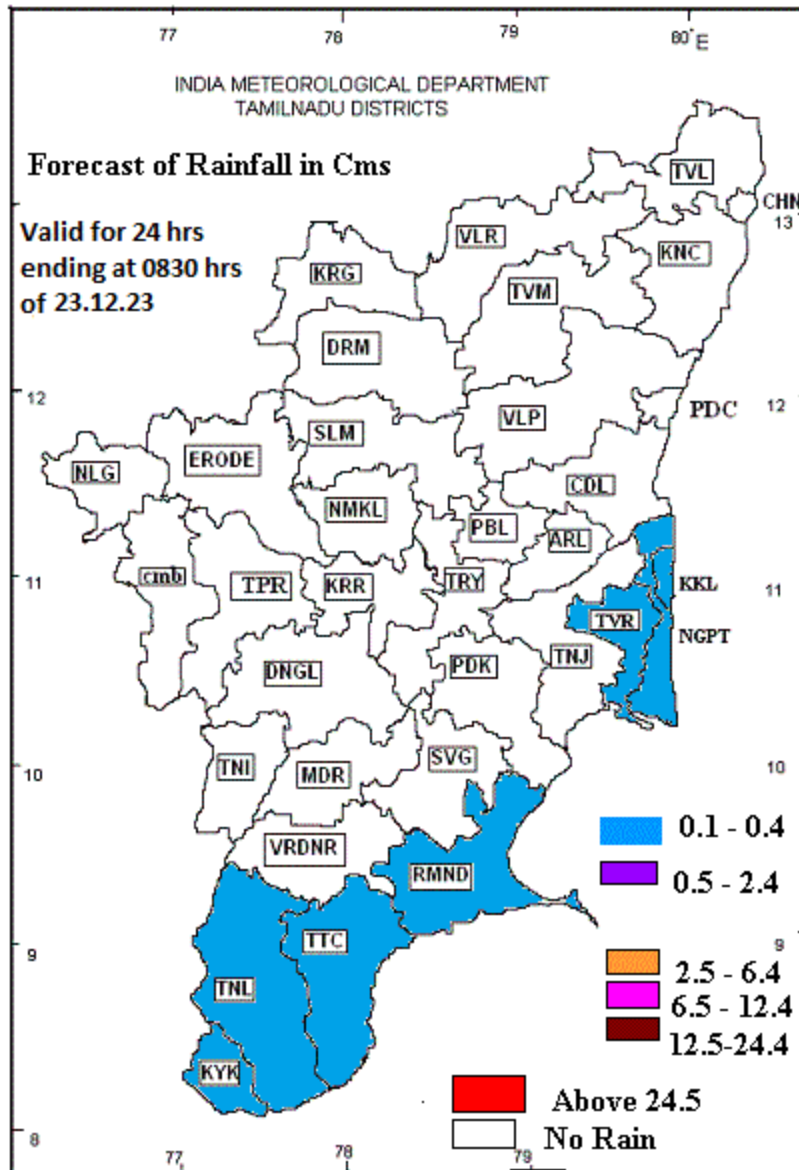 77 78 79 80°E
INDIA METEOROLOGICAL DEPARTMENT
TAMILNADU DISTRICTS
Forecast of Rainfall in Cms
TVL
CHN
13
Valid for 24 hrs
ending at 0830 hrs
of 23.12.23
VLR
KNC
KRG
TVM
DRM
12
12
PDC
VLP
SLM
ERODE
NLG
CDL
NMKL
PBL
ARL
11
cmb
TPR
KRR
TRY
KKL
11
TVR
NGPT
TNJ
PDK
DNGL
10
TNI
MDR
SVG
10
0.1 - 0.4
VRDNR
RMND
0.5 - 2.4
9
TTC
9
2.5 - 6.4
TNL
6.5 - 12.4
12.5-24.4
KYK
Above 24.5
No Rain
8
77 78 79